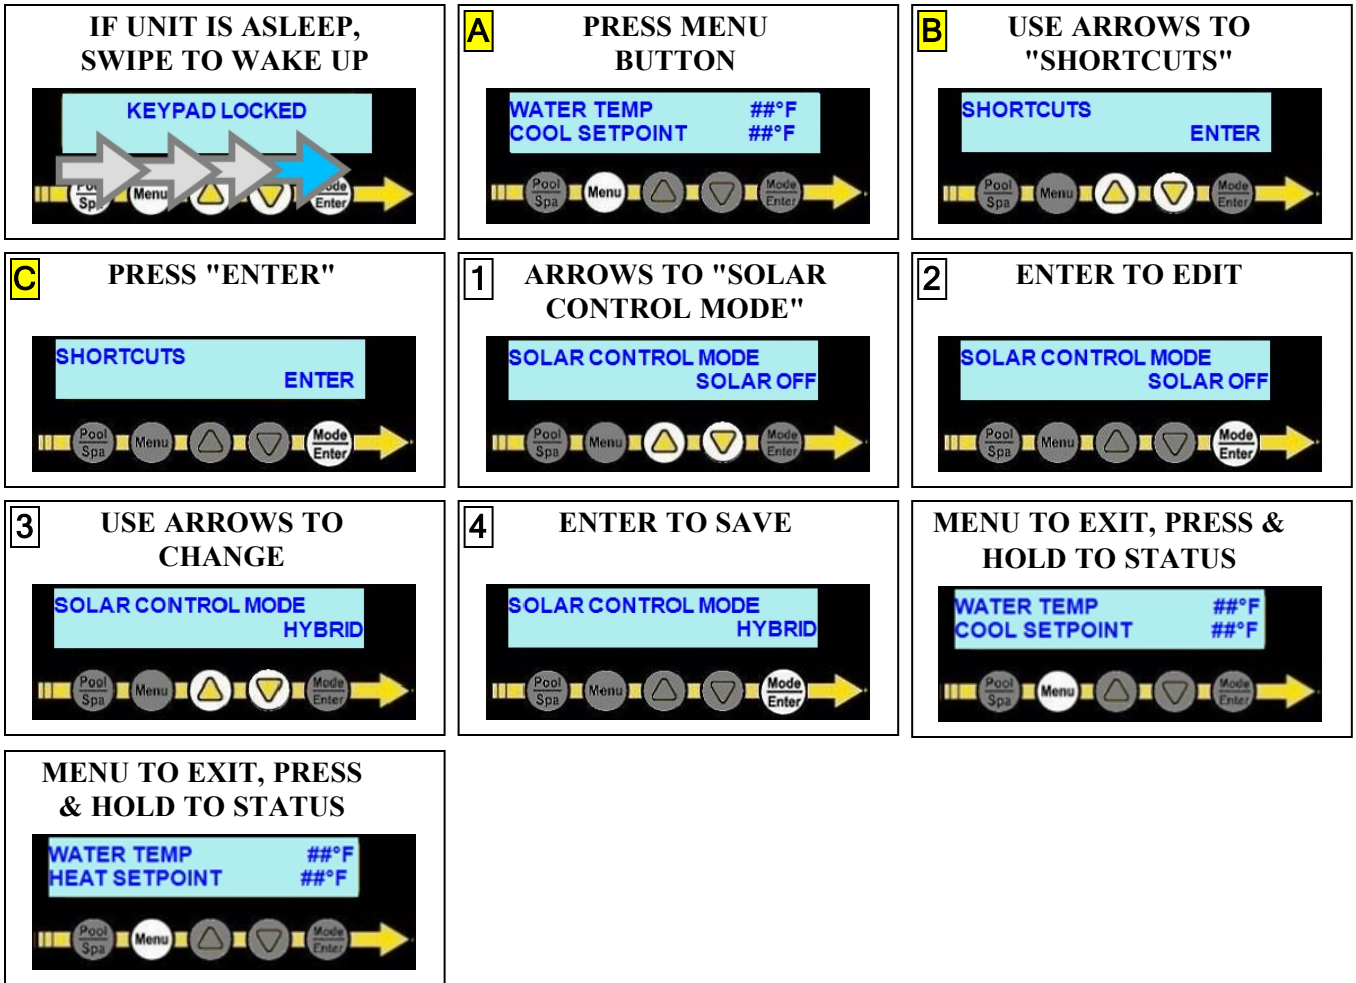 IF UNIT IS ASLEEP,
SWIPE TO WAKE UP
KEYPAD LOCKED
Menu
A
PRESS MENU
BUTTON
WATER TEMP ##°F
COOL SETPOINT ##°F
Pool Spa Menu Mode Enter
B
USE ARROWS TO
"SHORTCUTS"
SHORTCUTS
ENTER
Pool Spa Menu Mode Enter
C
PRESS "ENTER"
SHORTCUTS
ENTER
Pool Spa Menu Mode Enter
1
ARROWS TO "SOLAR
CONTROL MODE"
SOLAR CONTROL MODE
SOLAR OFF
Pool Spa Menu Mode Enter
2
ENTER TO EDIT
SOLAR CONTROL MODE
SOLAR OFF
Pool Spa Menu Mode Enter
3
USE ARROWS TO
CHANGE
SOLAR CONTROL MODE
HYBRID
Pool Spa Menu Mode Enter
4
ENTER TO SAVE
SOLAR CONTROL MODE
HYBRID
Pool Spa Menu Mode Enter
MENU TO EXIT, PRESS &
HOLD TO STATUS
WATER TEMP ##°F
COOL SETPOINT ##°F
Pool Spa Menu Mode Enter
MENU TO EXIT, PRESS
& HOLD TO STATUS
WATER TEMP ##°F
HEAT SETPOINT ##°F
Pool Spa Menu Mode Enter